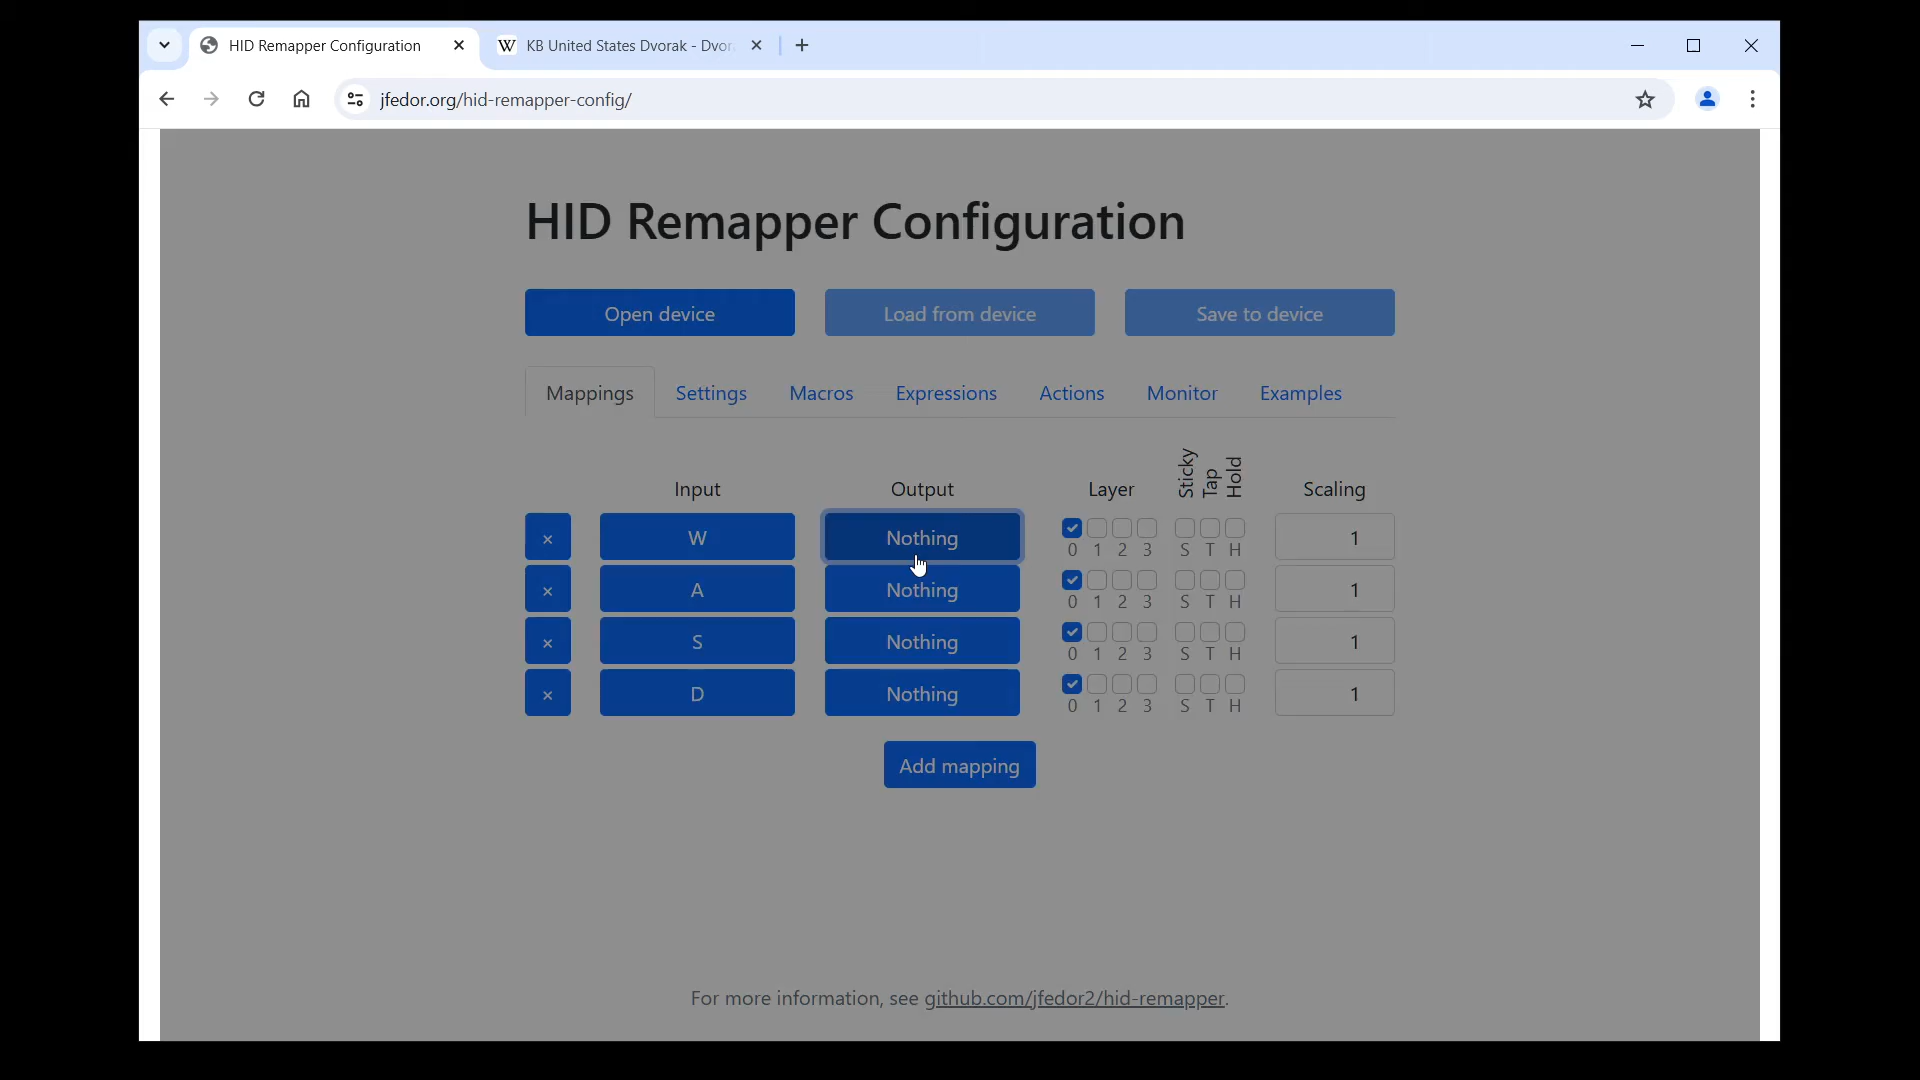 HID Remapper Configuration
KB United States Dvorak - Dvor
jfedor.org/hid-remapper-config/
HID Remapper Configuration
Open device
Load from device
Save to device
Mappings
Settings
Macros
Expressions
Actions
Monitor
Examples
Input
Output
Layer
Sticky
Tap
Hold
Scaling
× W Nothing 1
0 1 2 3 S T H
× A Nothing 1
0 1 2 3 S T H
× S Nothing 1
0 1 2 3 S T H
× D Nothing 1
0 1 2 3 S T H
Add mapping
For more information, see github.com/jfedor2/hid-remapper.